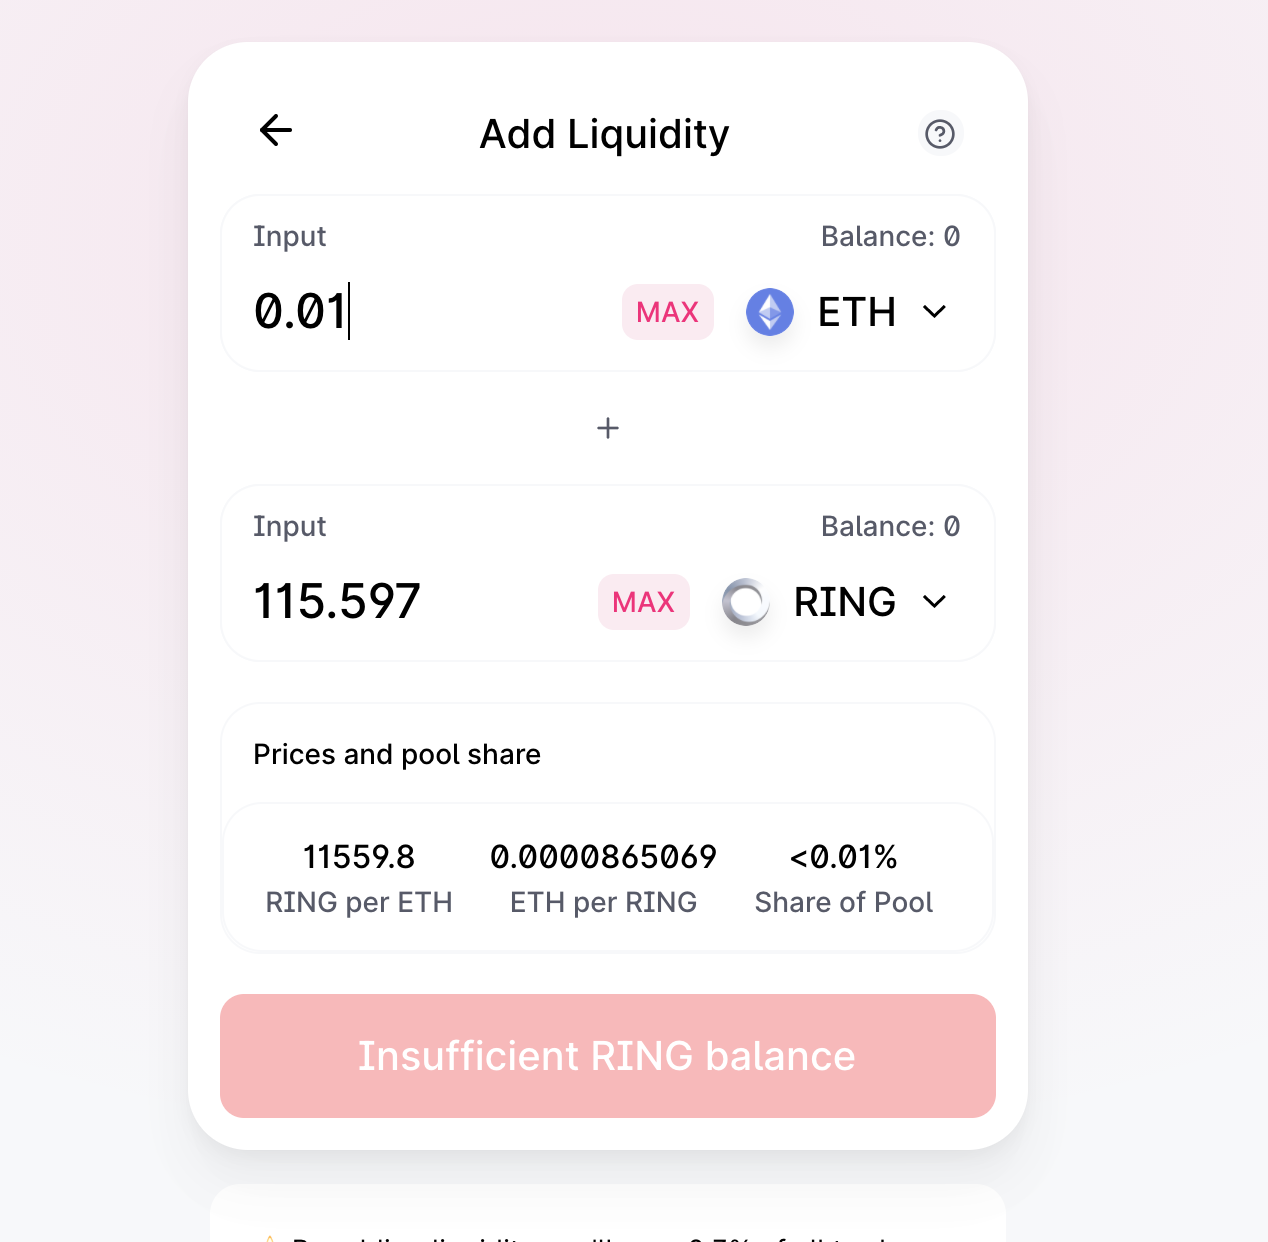 Add Liquidity
Input
Balance: 0
0.01
MAX
ETH
+
Input
Balance: 0
115.597
MAX
RING
Prices and pool share
11559.8 0.0000865069 <0.01%
RING per ETH ETH per RING Share of Pool
Insufficient RING balance